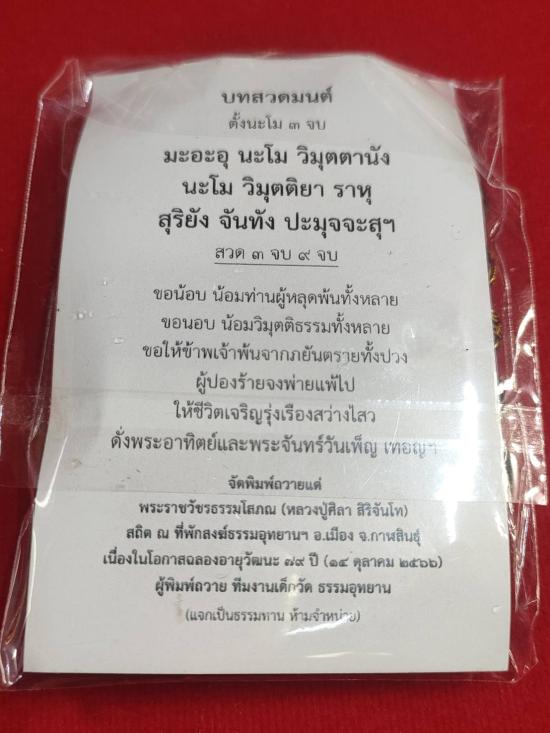 บทสวดมนต์
ตั้งนะโม ๓ จบ
มะอะอุ นะโม วิมุตตานัง
นะโม วิมุตติยา ราหุ
สุริยัง จันทัง ปะมุจจะสุฯ
สวด ๓ จบ ๙ จบ
ขอน้อบ น้อมท่านผู้หลุดพ้นทั้งหลาย
ขอนอบ น้อมวิมุตติธรรมทั้งหลาย
ขอให้ข้าพเจ้าพ้นจากภยันตรายทั้งปวง
ผู้ปองร้ายจงพ่ายแพ้ไป
ให้ชีวิตเจริญรุ่งเรืองสว่างไสว
ดั่งพระอาทิตย์และพระจันทร์วันเพ็ญ เทอญฯ
จัดพิมพ์ถวายแด่
พระราชวัชรธรรมโสภณ (หลวงปู่ศิลา สิริจันโท)
สถิต ณ ที่พักสงฆ์ธรรมอุทยานฯ อ.เมือง จ.กาฬสินธุ์
เนื่องในโอกาสฉลองอายุวัฒนะ ๗๙ ปี (๑๔ ตุลาคม ๒๕๖๖)
ผู้พิมพ์ถวาย ทีมงานเด็กวัด ธรรมอุทยาน
(แจกเป็นธรรมทาน ห้ามจำหน่าย)